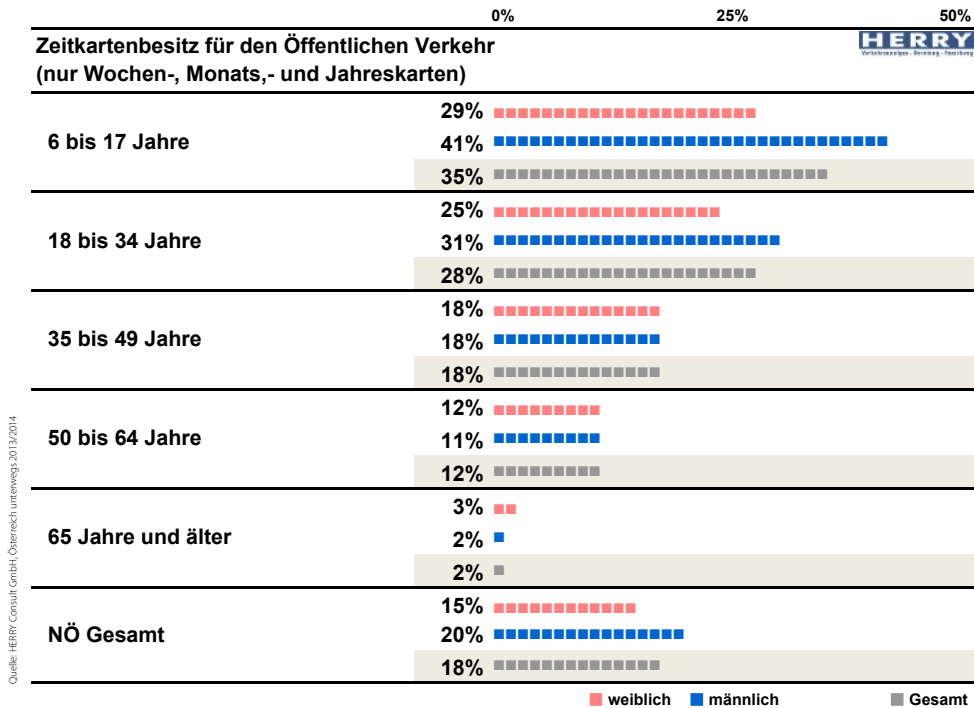 0% 25% 50%
Zeitkartenbesitz für den Öffentlichen Verkehr
(nur Wochen-, Monats,- und Jahreskarten)
HERRY
Verkehrsanalyse - Beratung - Forschung
6 bis 17 Jahre
29%
41%
35%
18 bis 34 Jahre
25%
31%
28%
35 bis 49 Jahre
18%
18%
18%
50 bis 64 Jahre
12%
11%
12%
65 Jahre und älter
3%
2%
2%
NÖ Gesamt
15%
20%
18%
weiblich männlich Gesamt
Quelle: HERRY Consult GmbH, Österreich unterwegs 2013/2014